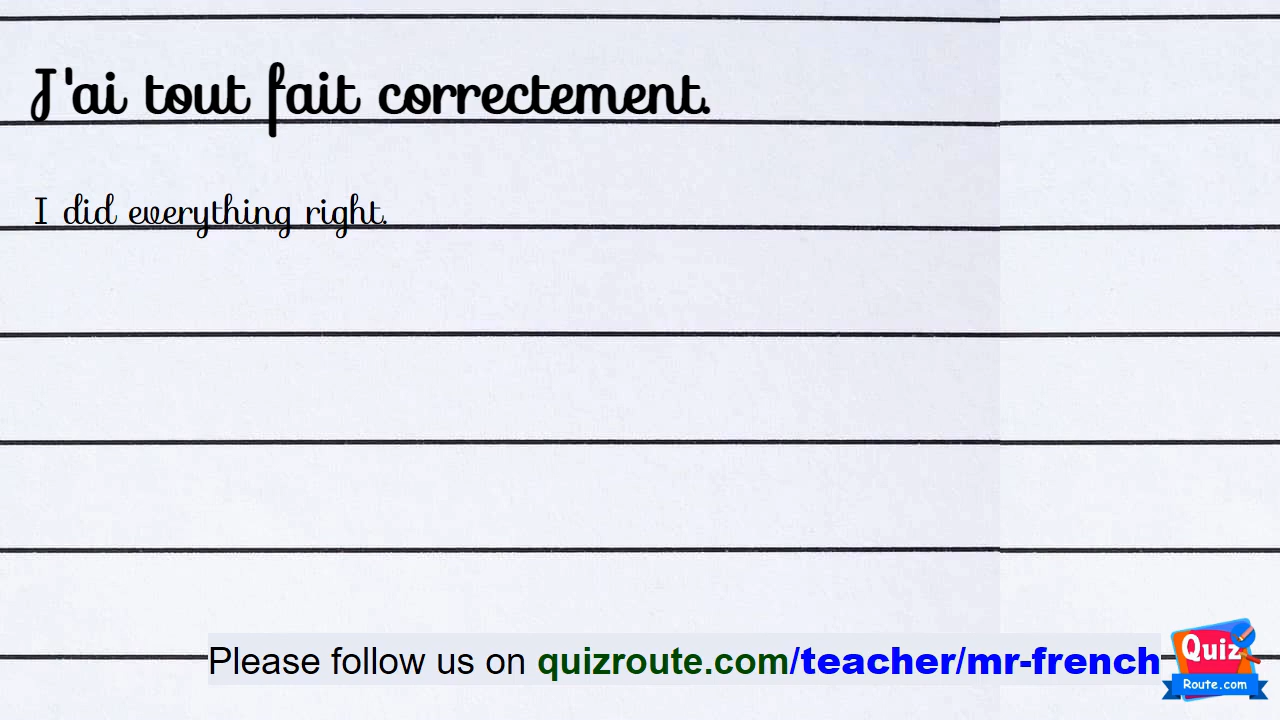 J'ai tout fait correctement.
I did everything right.
Please follow us on quizroute.com/teacher/mr-french
Quiz
Route.com